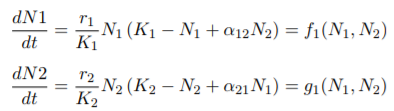 dN1/dt = r₁/K₁ N₁ (K₁ − N₁ + α₁₂N₂) = f₁(N₁, N₂)
dN2/dt = r₂/K₂ N₂ (K₂ − N₂ + α₂₁N₁) = g₁(N₁, N₂)